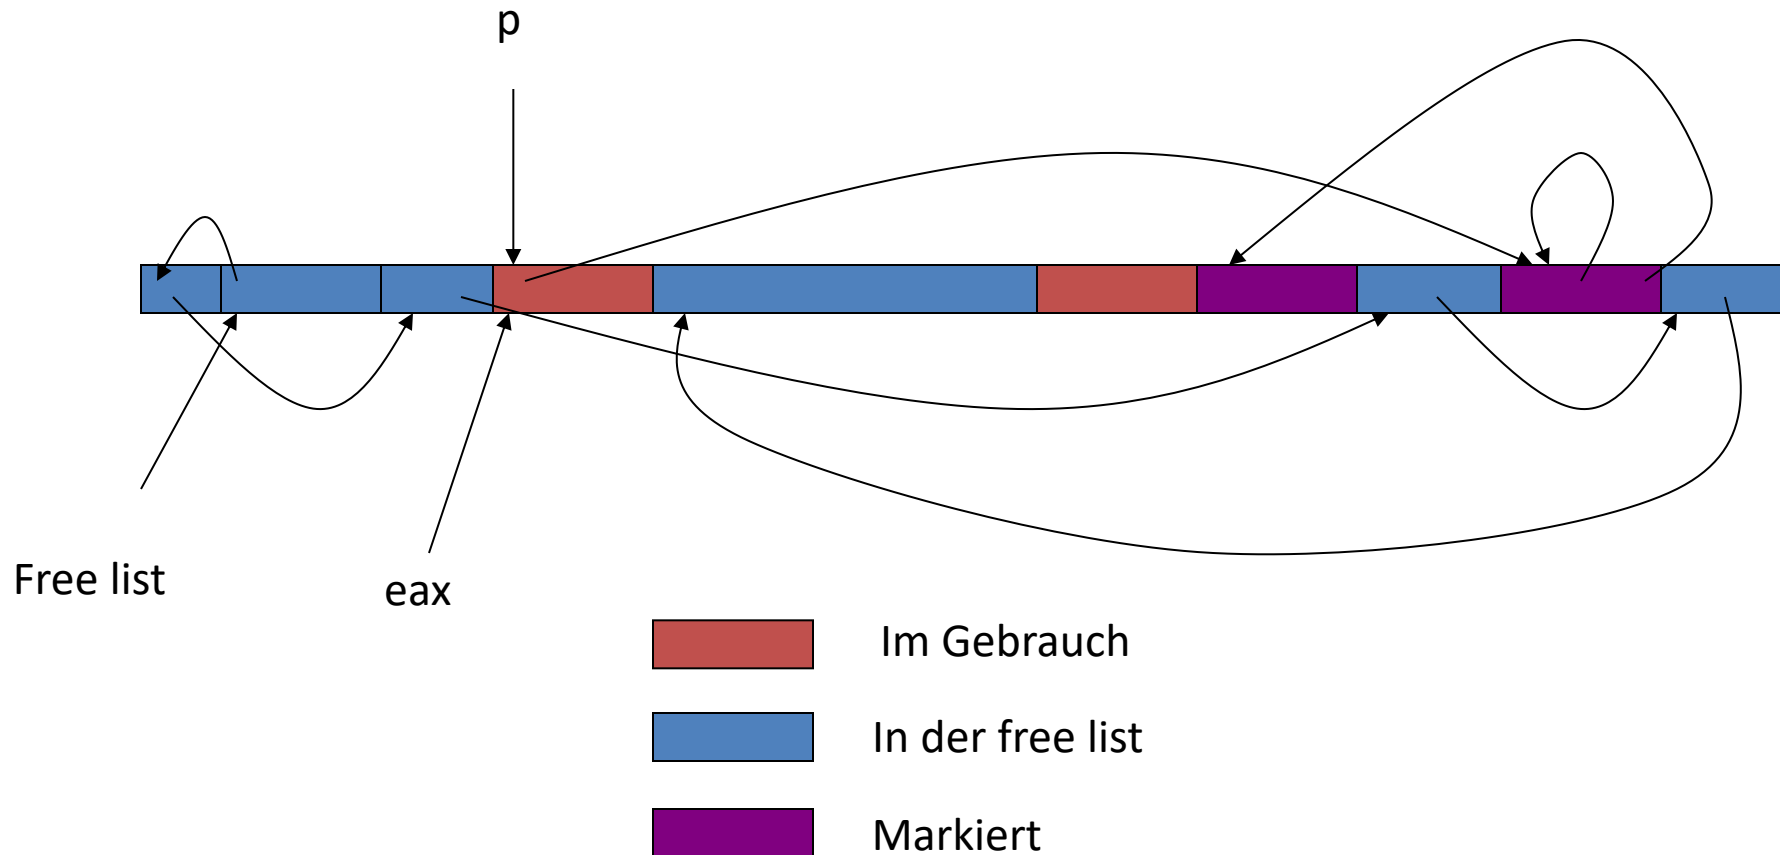 p
Free list
eax
Im Gebrauch
In der free list
Markiert